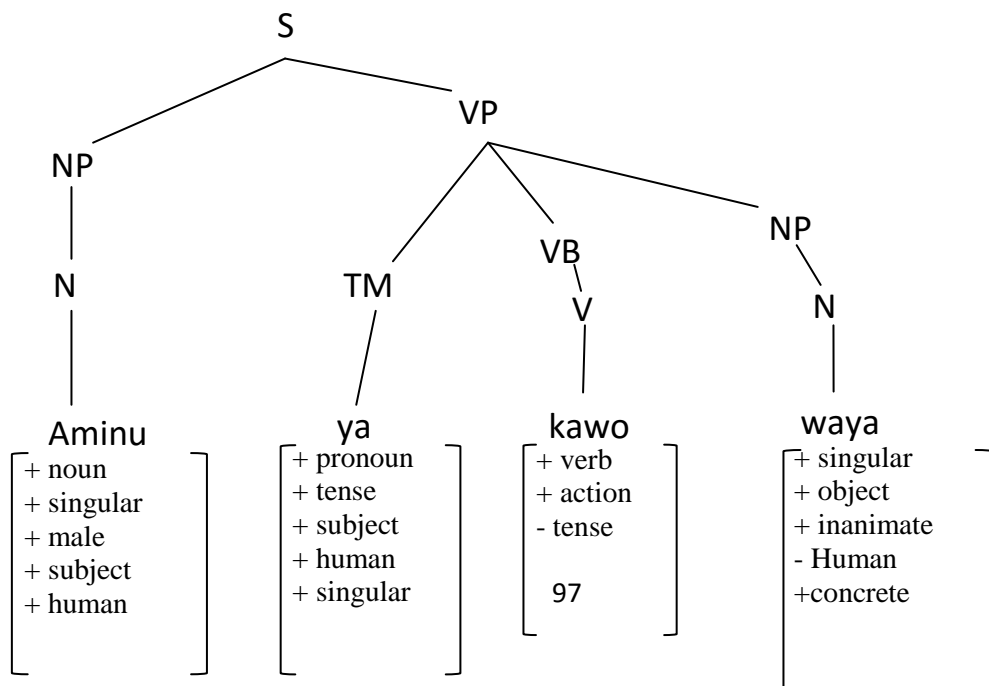 S
VP
NP
NP
VB
N
TM
V
N
Aminu
ya
kawo
waya
+ noun
+ singular
+ male
+ subject
+ human
+ pronoun
+ tense
+ subject
+ human
+ singular
+ verb
+ action
- tense
97
+ singular
+ object
+ inanimate
- Human
+concrete